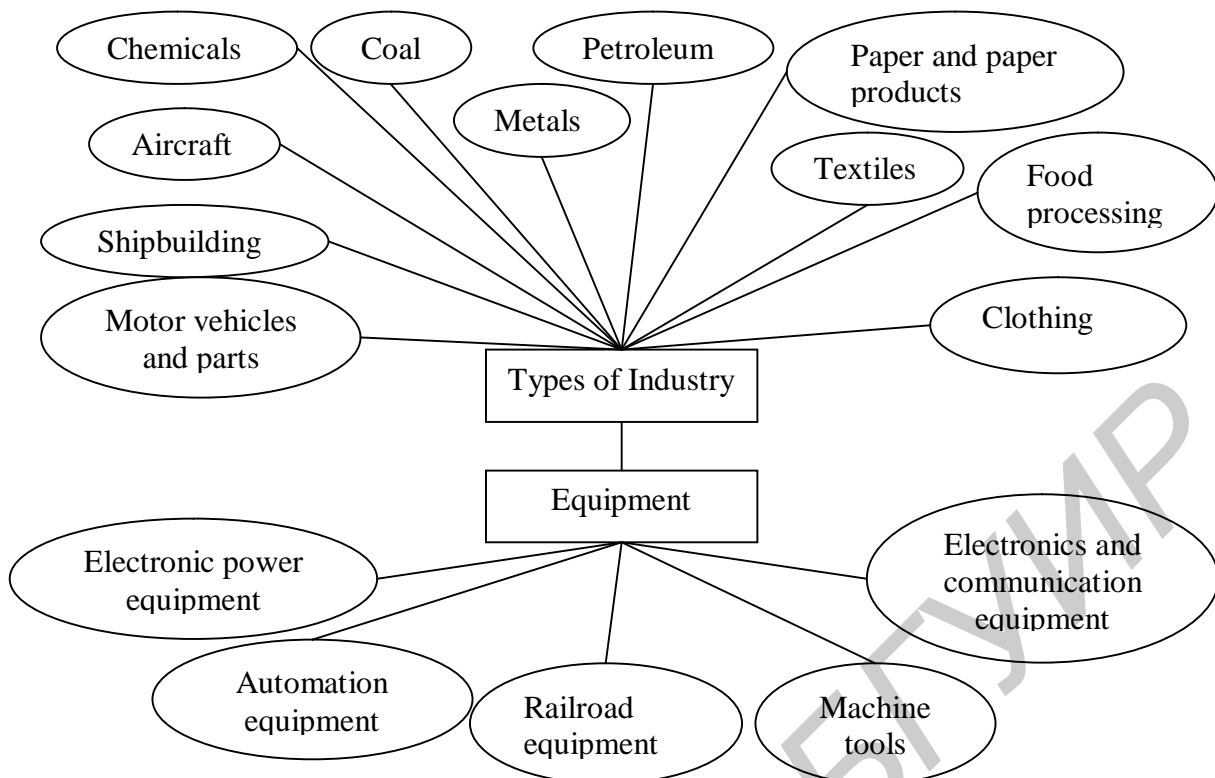 Chemicals
Coal
Petroleum
Paper and paper
products
Metals
Aircraft
Textiles
Food
processing
Shipbuilding
Motor vehicles
and parts
Clothing
Types of Industry
Equipment
Electronic power
equipment
Electronics and
communication
equipment
Automation
equipment
Railroad
equipment
Machine
tools
БГУИР